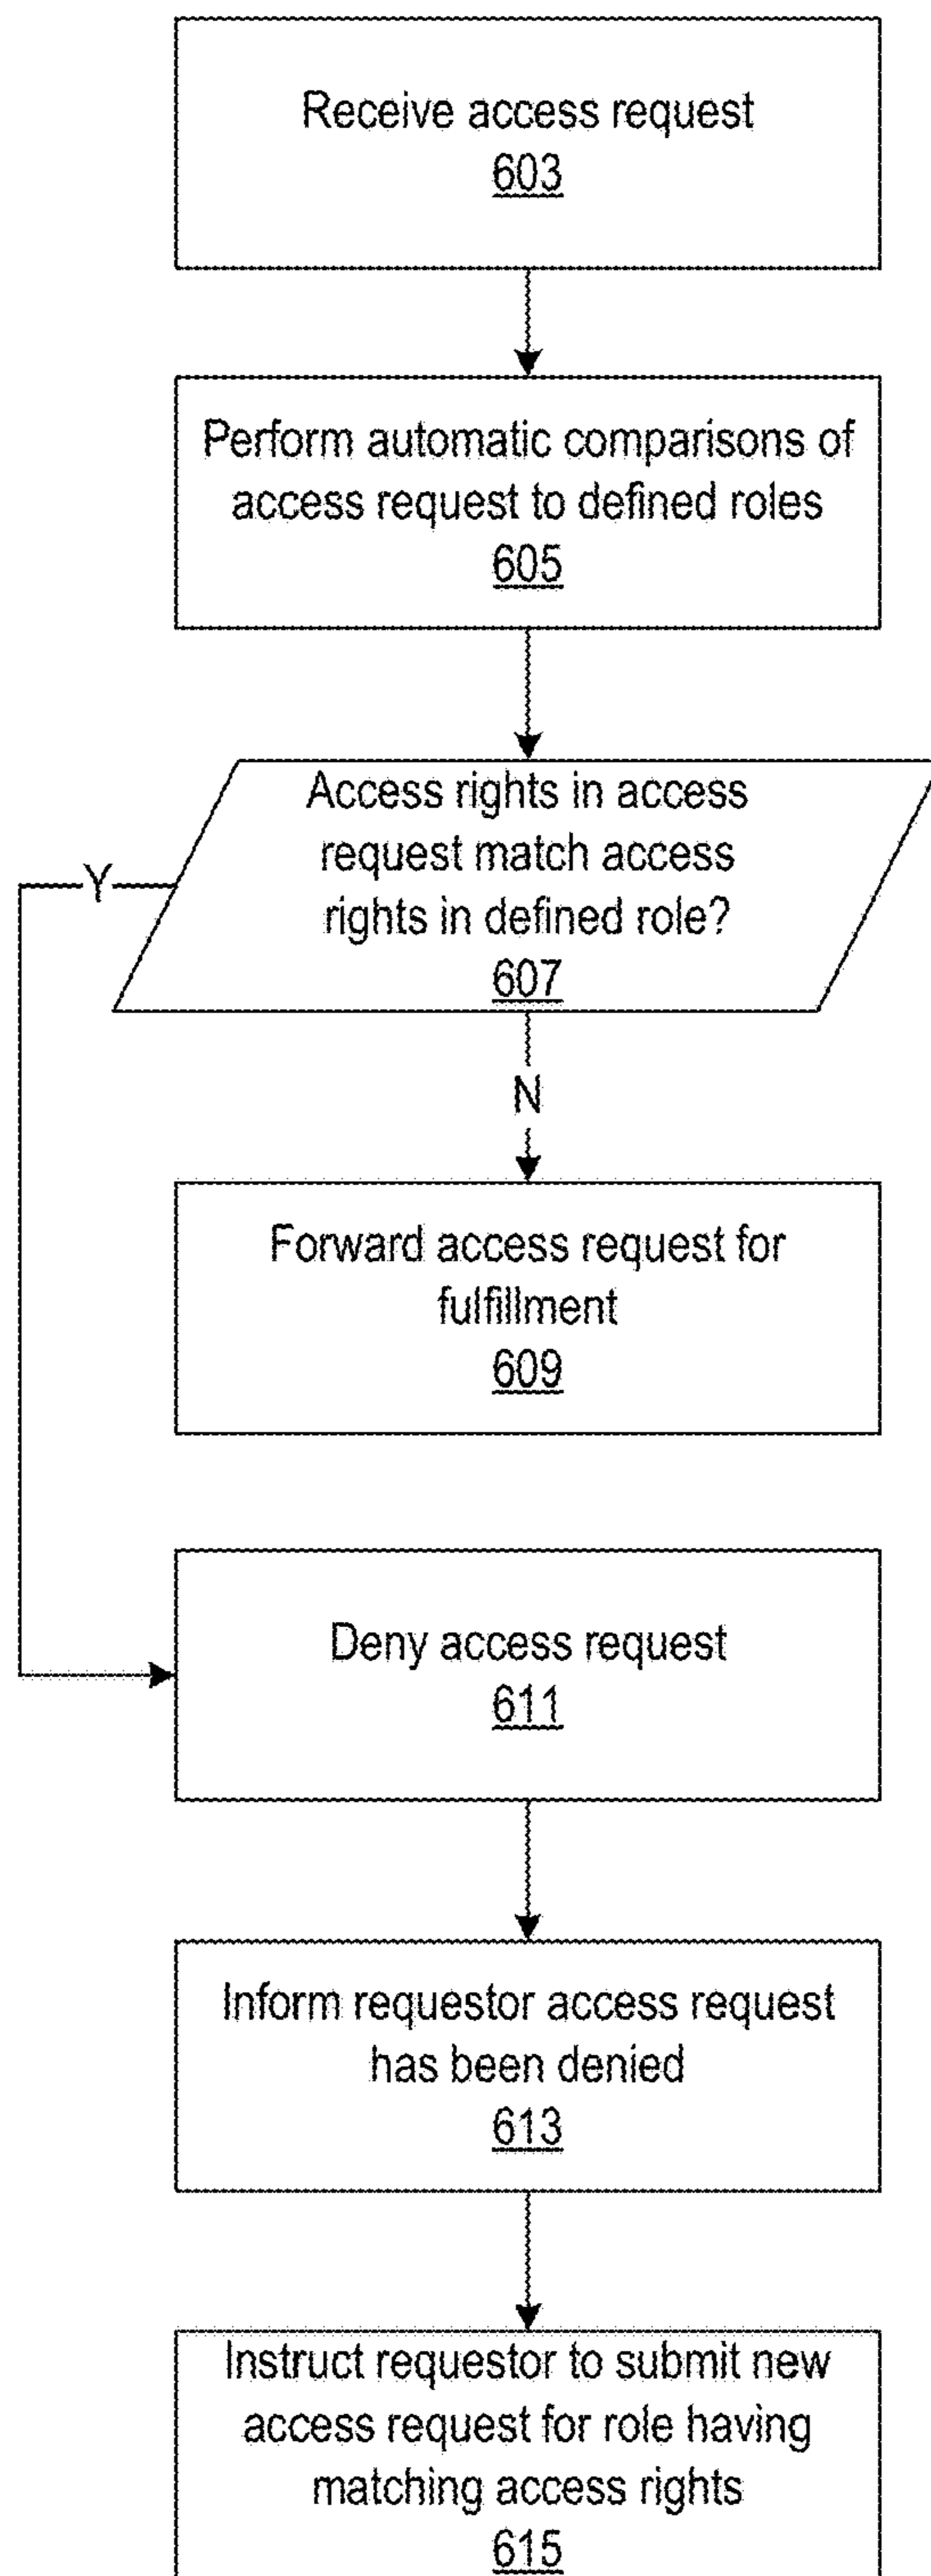 Receive access request
603
Perform automatic comparisons of
access request to defined roles
605
Access rights in access
request match access
rights in defined role?
607
Y
N
Forward access request for
fulfillment
609
Deny access request
611
Inform requestor access request
has been denied
613
Instruct requestor to submit new
access request for role having
matching access rights
615